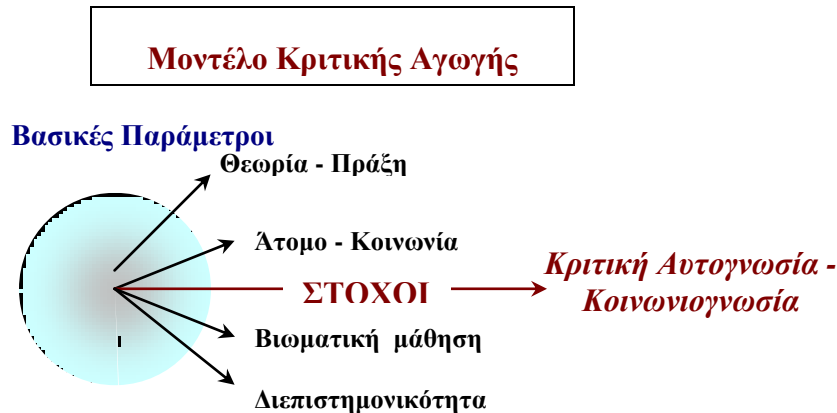 Μοντέλο Κριτικής Αγωγής
Βασικές Παράμετροι
Θεωρία - Πράξη
Άτομο - Κοινωνία
ΣΤΟΧΟΙ
Κριτική Αυτογνωσία -
Κοινωνιογνωσία
Βιωματική μάθηση
Διεπιστημονικότητα